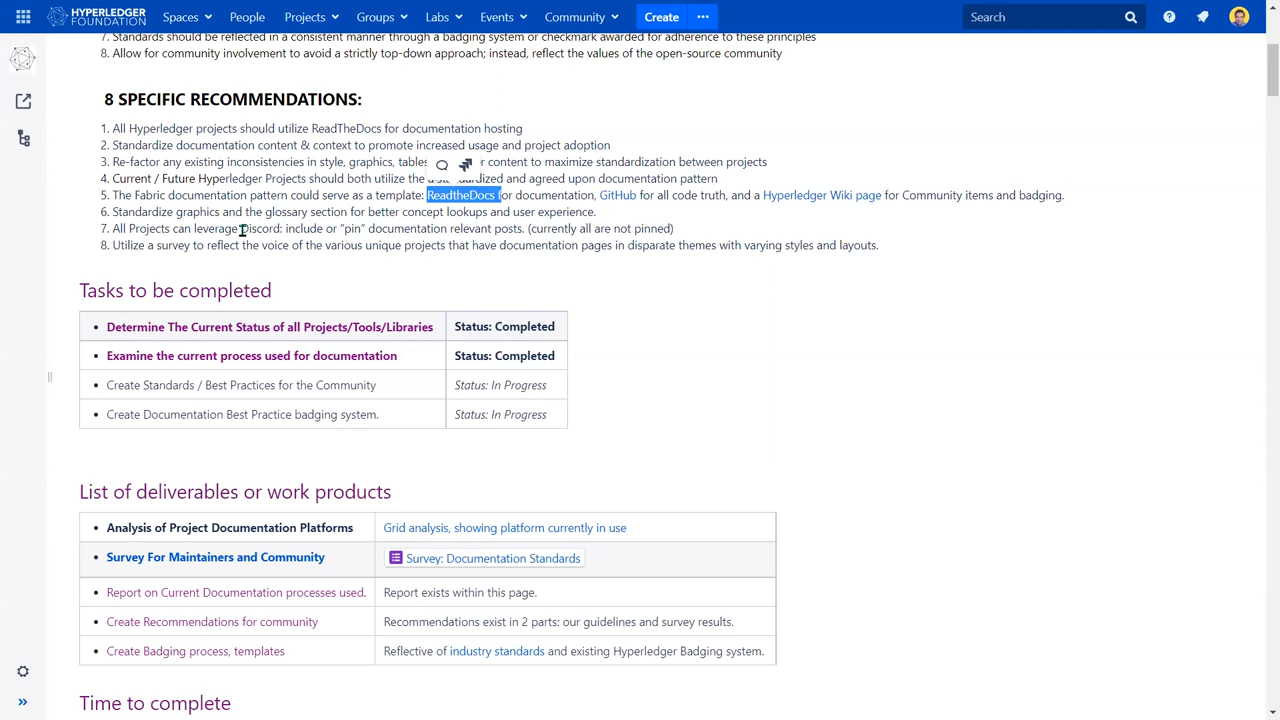 HYPERLEDGER FOUNDATION Spaces People Projects Groups Labs Events Community Create ••• Search
7. Standards should be reflected in a consistent manner through a badging system or checkmark awarded for adherence to these principles
8. Allow for community involvement to avoid a strictly top-down approach; instead, reflect the values of the open-source community
8 SPECIFIC RECOMMENDATIONS:
1. All Hyperledger projects should utilize ReadTheDocs for documentation hosting
2. Standardize documentation content & context to promote increased usage and project adoption
3. Re-factor any existing inconsistencies in style, graphics, tables r content to maximize standardization between projects
4. Current / Future Hyperledger Projects should both utilize the a standardized and agreed upon documentation pattern
5. The Fabric documentation pattern could serve as a template: ReadtheDocs for documentation, GitHub for all code truth, and a Hyperledger Wiki page for Community items and badging.
6. Standardize graphics and the glossary section for better concept lookups and user experience.
7. All Projects can leverage Discord: include or "pin" documentation relevant posts. (currently all are not pinned)
8. Utilize a survey to reflect the voice of the various unique projects that have documentation pages in disparate themes with varying styles and layouts.
Tasks to be completed
• Determine The Current Status of all Projects/Tools/Libraries Status: Completed
• Examine the current process used for documentation Status: Completed
• Create Standards / Best Practices for the Community Status: In Progress
• Create Documentation Best Practice badging system. Status: In Progress
List of deliverables or work products
• Analysis of Project Documentation Platforms Grid analysis, showing platform currently in use
• Survey For Maintainers and Community Survey: Documentation Standards
• Report on Current Documentation processes used. Report exists within this page.
• Create Recommendations for community Recommendations exist in 2 parts: our guidelines and survey results.
• Create Badging process, templates Reflective of industry standards and existing Hyperledger Badging system.
Time to complete